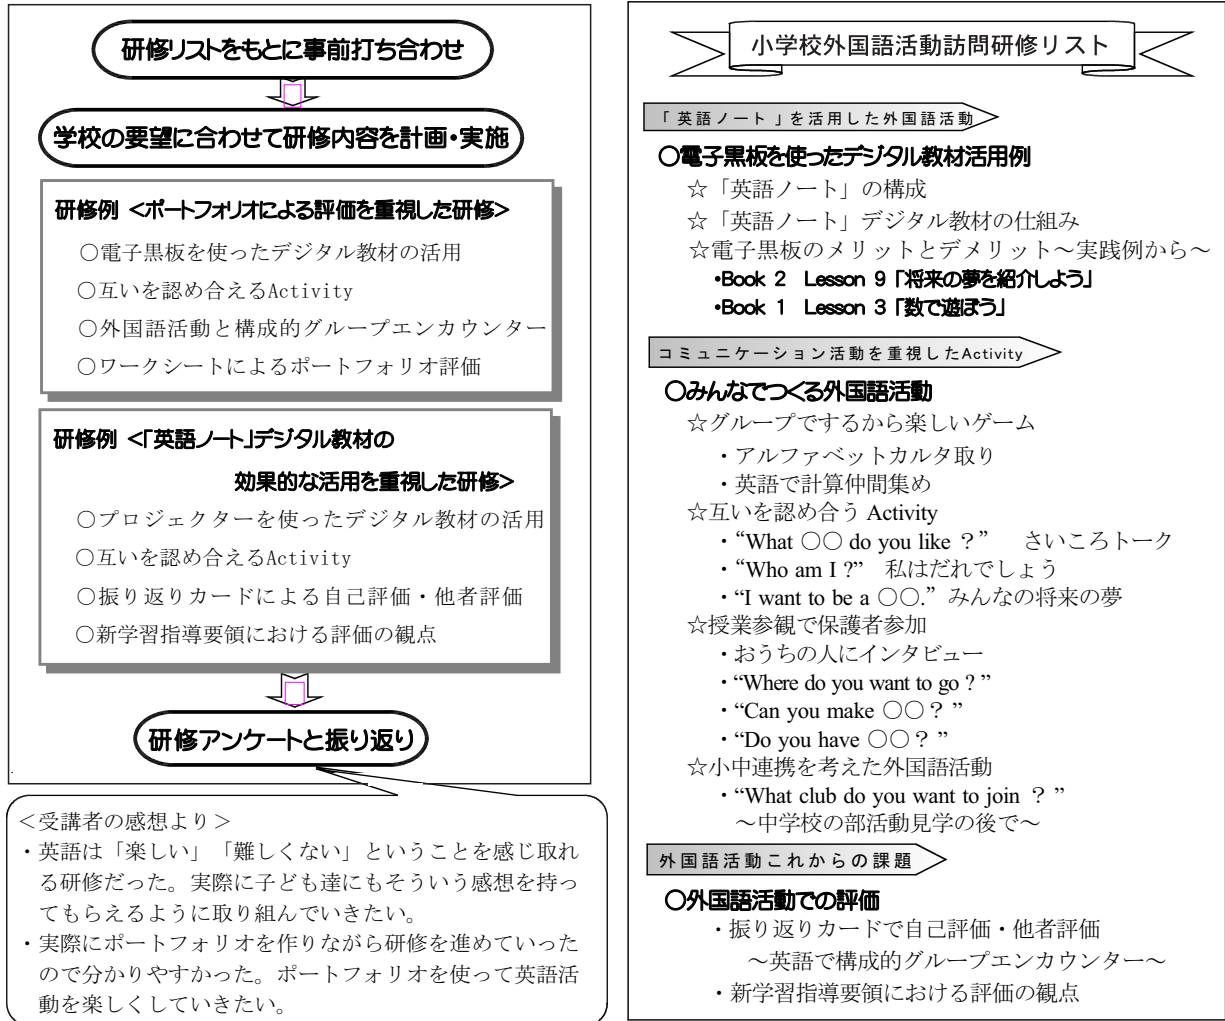 研修リストをもとに事前打ち合わせ
学校の要望に合わせて研修内容を計画・実施
研修例 <ポートフォリオによる評価を重視した研修>
○電子黒板を使ったデジタル教材の活用
○互いを認め合えるActivity
○外国語活動と構成的グループエンカウンター
○ワークシートによるポートフォリオ評価
研修例 <「英語ノート」デジタル教材の
効果的な活用を重視した研修>
○プロジェクターを使ったデジタル教材の活用
○互いを認め合えるActivity
○振り返りカードによる自己評価・他者評価
○新学習指導要領における評価の観点
研修アンケートと振り返り
＜受講者の感想より＞
・英語は「楽しい」「難しくない」ということを感じ取れ
る研修だった。実際に子ども達にもそういう感想を持っ
てもらえるように取り組んでいきたい。
・実際にポートフォリオを作りながら研修を進めていった
ので分かりやすかった。ポートフォリオを使って英語活
動を楽しくしていきたい。
小学校外国語活動訪問研修リスト
「英語ノート」を活用した外国語活動
○電子黒板を使ったデジタル教材活用例
☆「英語ノート」の構成
☆「英語ノート」デジタル教材の仕組み
☆電子黒板のメリットとデメリット～実践例から～
・Book 2 Lesson 9「将来の夢を紹介しよう」
・Book 1 Lesson 3「数で遊ぼう」
コミュニケーション活動を重視したActivity
○みんなでつくる外国語活動
☆グループでするから楽しいゲーム
・アルファベットカルタ取り
・英語で計算仲間集め
☆互いを認め合う Activity
・“What ○○ do you like ？” さいころトーク
・“Who am I ?” 私はだれでしょう
・“I want to be a ○○.” みんなの将来の夢
☆授業参観で保護者参加
・おうちの人にインタビュー
・“Where do you want to go ? ”
・“Can you make ○○？ ”
・“Do you have ○○？ ”
☆小中連携を考えた外国語活動
・“What club do you want to join ？ ”
～中学校の部活動見学の後で～
外国語活動これからの課題
○外国語活動での評価
・振り返りカードで自己評価・他者評価
～英語で構成的グループエンカウンター～
・新学習指導要領における評価の観点